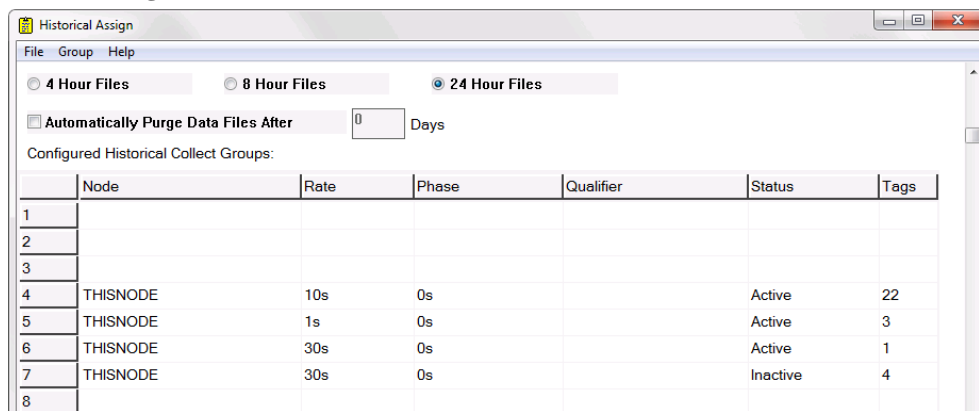 Historical Assign
File Group Help
4 Hour Files 8 Hour Files 24 Hour Files
Automatically Purge Data Files After 0 Days
Configured Historical Collect Groups:
Node Rate Phase Qualifier Status Tags
1
2
3
4 THISNODE 10s 0s Active 22
5 THISNODE 1s 0s Active 3
6 THISNODE 30s 0s Active 1
7 THISNODE 30s 0s Inactive 4
8